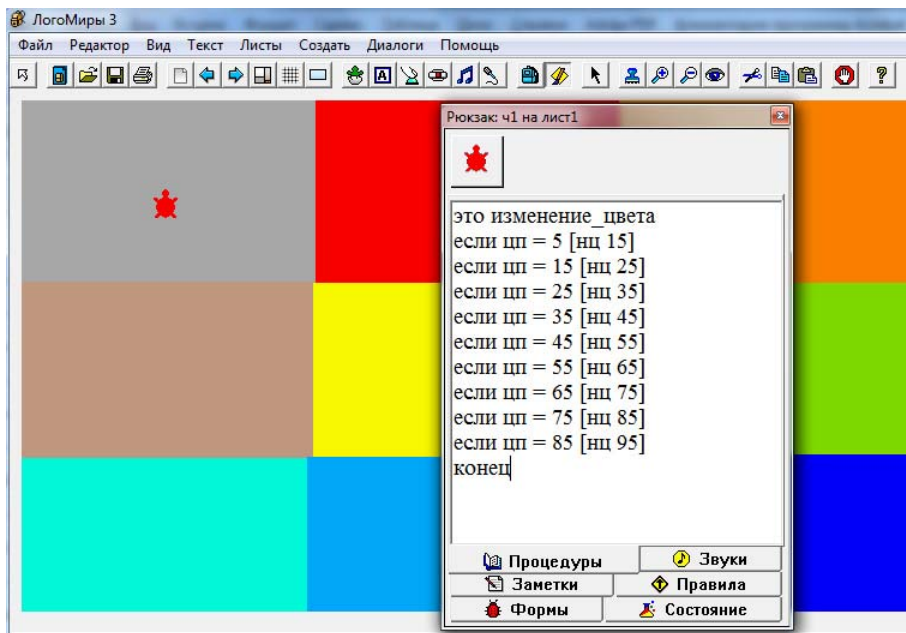 ЛогоМиры 3
Файл Редактор Вид Текст Листы Создать Диалоги Помощь
Рюкзак: ч1 на лист1
это изменение_цвета
если цп = 5 [нц 15]
если цп = 15 [нц 25]
если цп = 25 [нц 35]
если цп = 35 [нц 45]
если цп = 45 [нц 55]
если цп = 55 [нц 65]
если цп = 65 [нц 75]
если цп = 75 [нц 85]
если цп = 85 [нц 95]
конец
Процедуры Звуки
Заметки Правила
Формы Состояние